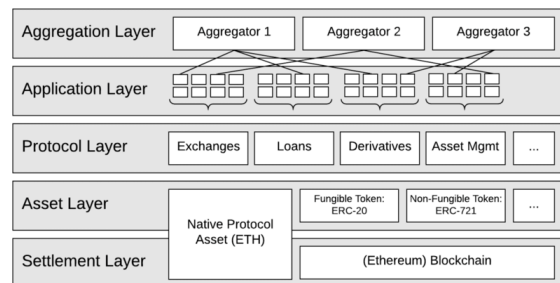 Aggregation Layer
Aggregator 1
Aggregator 2
Aggregator 3
Application Layer
Protocol Layer
Exchanges
Loans
Derivatives
Asset Mgmt
...
Asset Layer
Native Protocol
Asset (ETH)
Fungible Token:
ERC-20
Non-Fungible Token:
ERC-721
...
Settlement Layer
(Ethereum) Blockchain